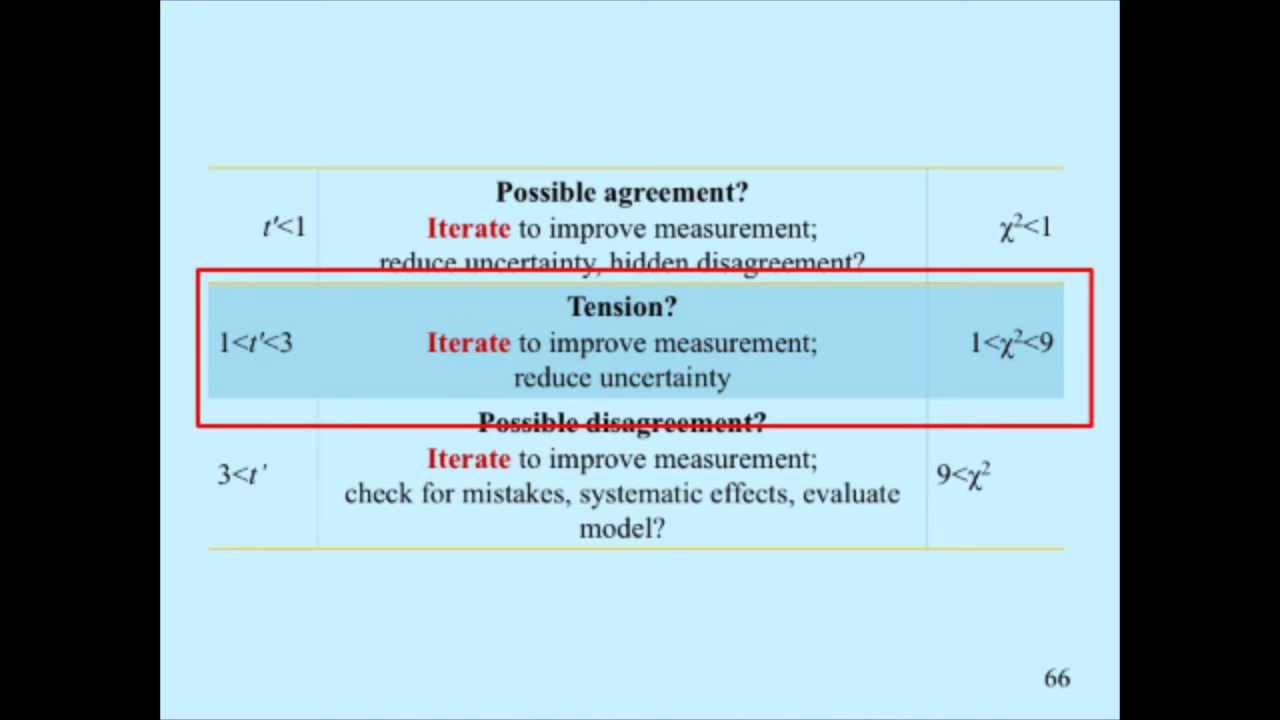 Possible agreement?
t'<1 Iterate to improve measurement; χ²<1
reduce uncertainty, hidden disagreement?
Tension?
1<t'<3 Iterate to improve measurement; 1<χ²<9
reduce uncertainty
Possible disagreement?
Iterate to improve measurement;
3<t' 9<χ²
check for mistakes, systematic effects, evaluate
model?
66